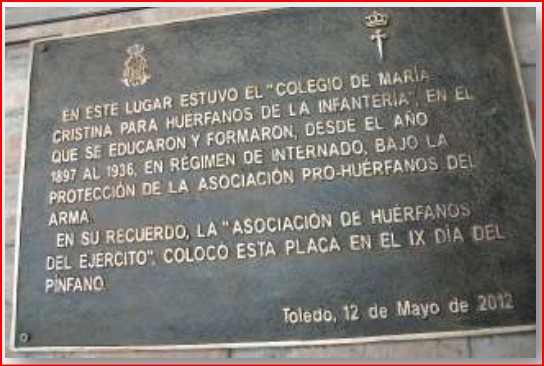 EN ESTE LUGAR ESTUVO EL "COLEGIO DE MARÍA
CRISTINA PARA HUÉRFANOS DE LA INFANTERÍA", EN EL
QUE SE EDUCARON Y FORMARON, DESDE EL AÑO
1897 AL 1936, EN RÉGIMEN DE INTERNADO, BAJO LA
PROTECCIÓN DE LA ASOCIACIÓN PRO-HUÉRFANOS DEL
ARMA.
EN SU RECUERDO, LA "ASOCIACIÓN DE HUÉRFANOS
DEL EJERCITO", COLOCÓ ESTA PLACA EN EL IX DÍA DEL
PÍNFANO.
Toledo, 12 de Mayo de 2012